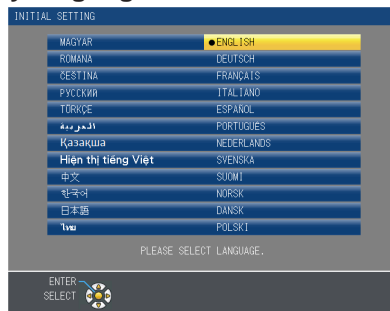 INITIAL SETTING
MAGYAR ENGLISH
ROMANA DEUTSCH
ČEŠTINA FRANÇAIS
РУССКИЙ ITALIANO
TÜRKÇE ESPAÑOL
العربية PORTUGUÊS
Қазақша NEDERLANDS
Hiện thị tiếng Việt SVENSKA
中文 SUOMI
한국어 NORSK
日本語 DANSK
ไทย POLSKI
PLEASE SELECT LANGUAGE.
ENTER
SELECT